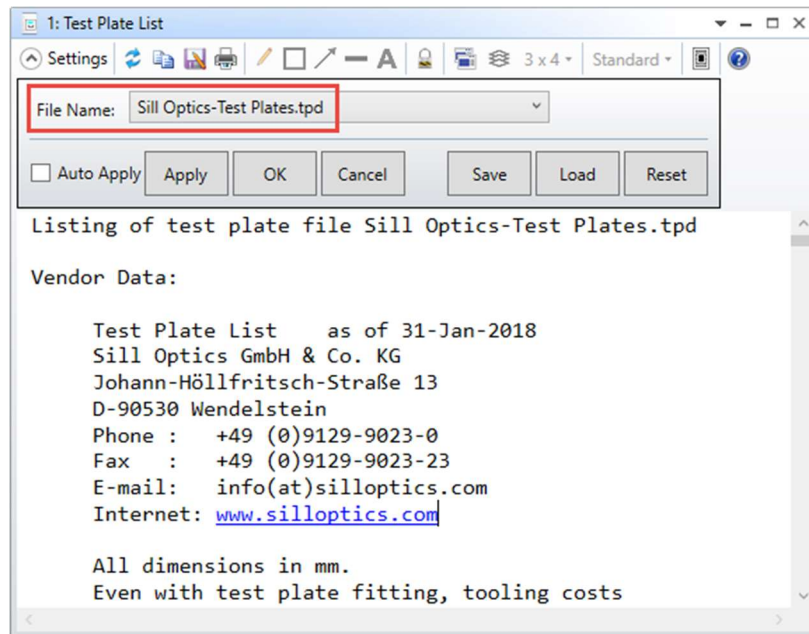 1: Test Plate List
Settings A 3 x 4 Standard
File Name: Sill Optics-Test Plates.tpd
Auto Apply Apply OK Cancel Save Load Reset
Listing of test plate file Sill Optics-Test Plates.tpd
Vendor Data:
Test Plate List as of 31-Jan-2018
Sill Optics GmbH & Co. KG
Johann-Höllfritsch-Straße 13
D-90530 Wendelstein
Phone : +49 (0)9129-9023-0
Fax : +49 (0)9129-9023-23
E-mail: info(at)silloptics.com
Internet: www.silloptics.com
All dimensions in mm.
Even with test plate fitting, tooling costs